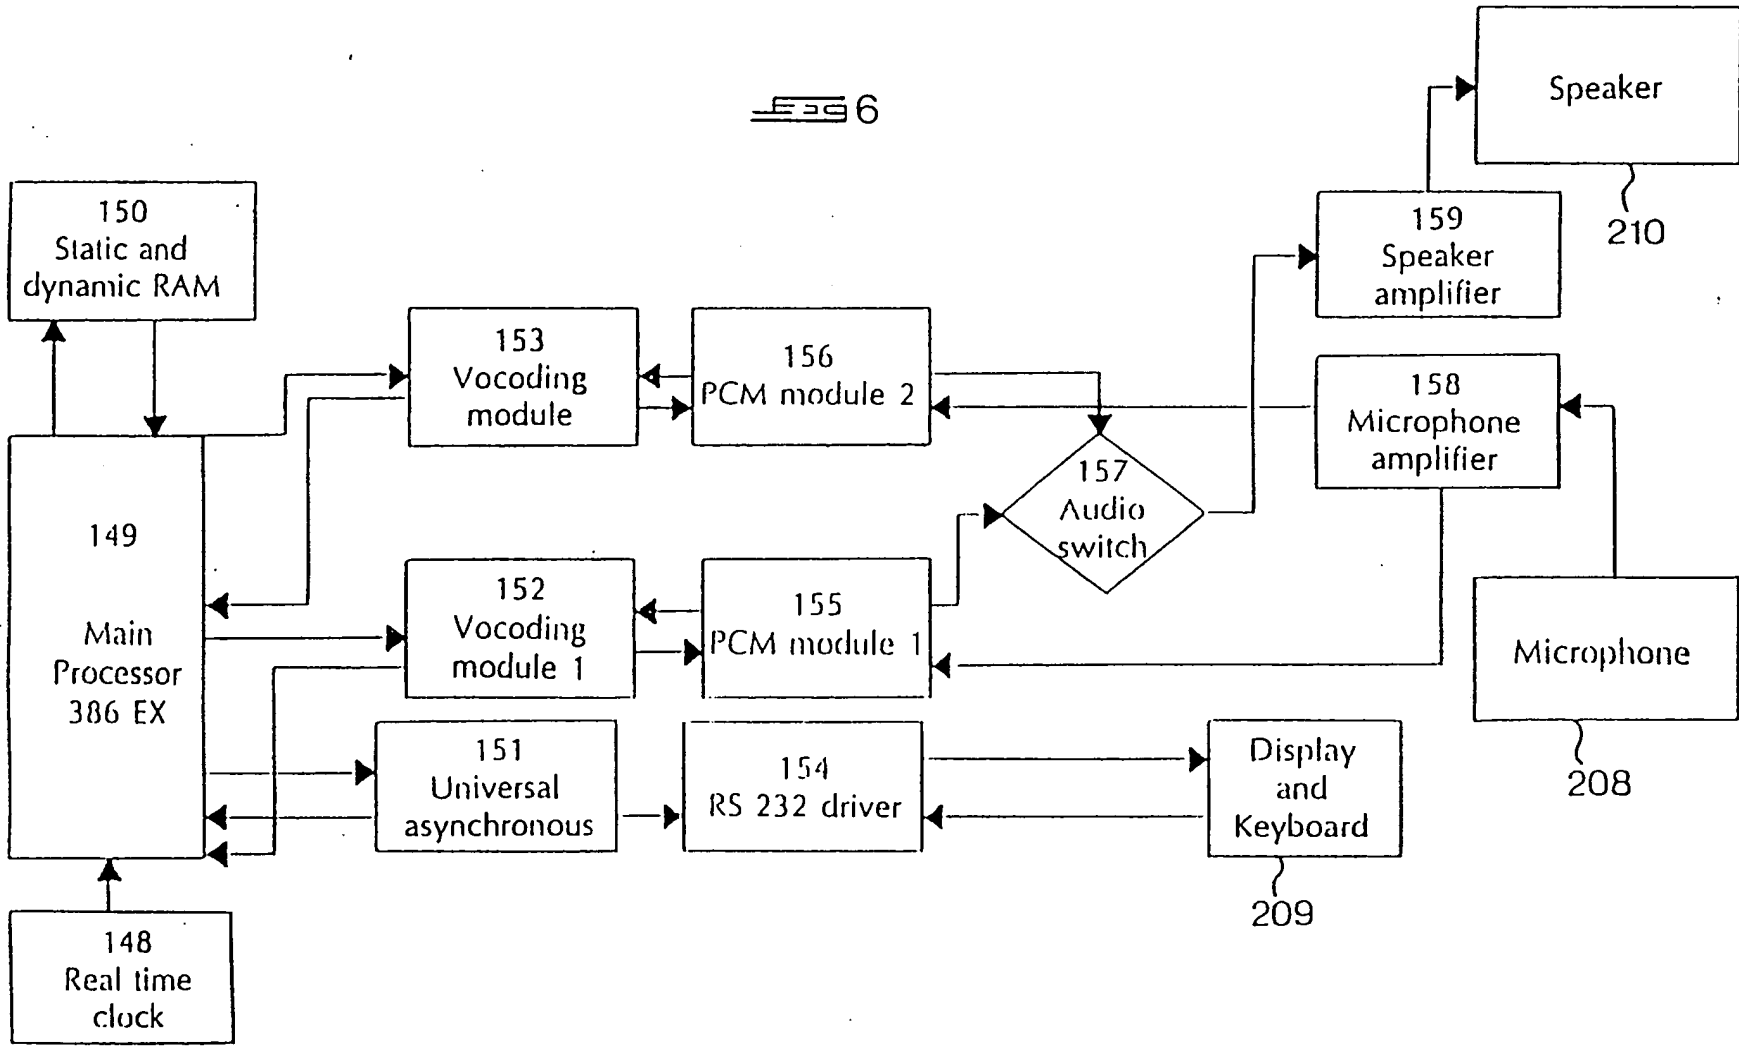 Fig 6
Speaker
210
150
Static and
dynamic RAM
159
Speaker
amplifier
153
Vocoding
module
156
PCM module 2
158
Microphone
amplifier
157
Audio
switch
149
Main
Processor
386 EX
152
Vocoding
module 1
155
PCM module 1
Microphone
208
151
Universal
asynchronous
154
RS 232 driver
Display
and
Keyboard
209
148
Real time
clock